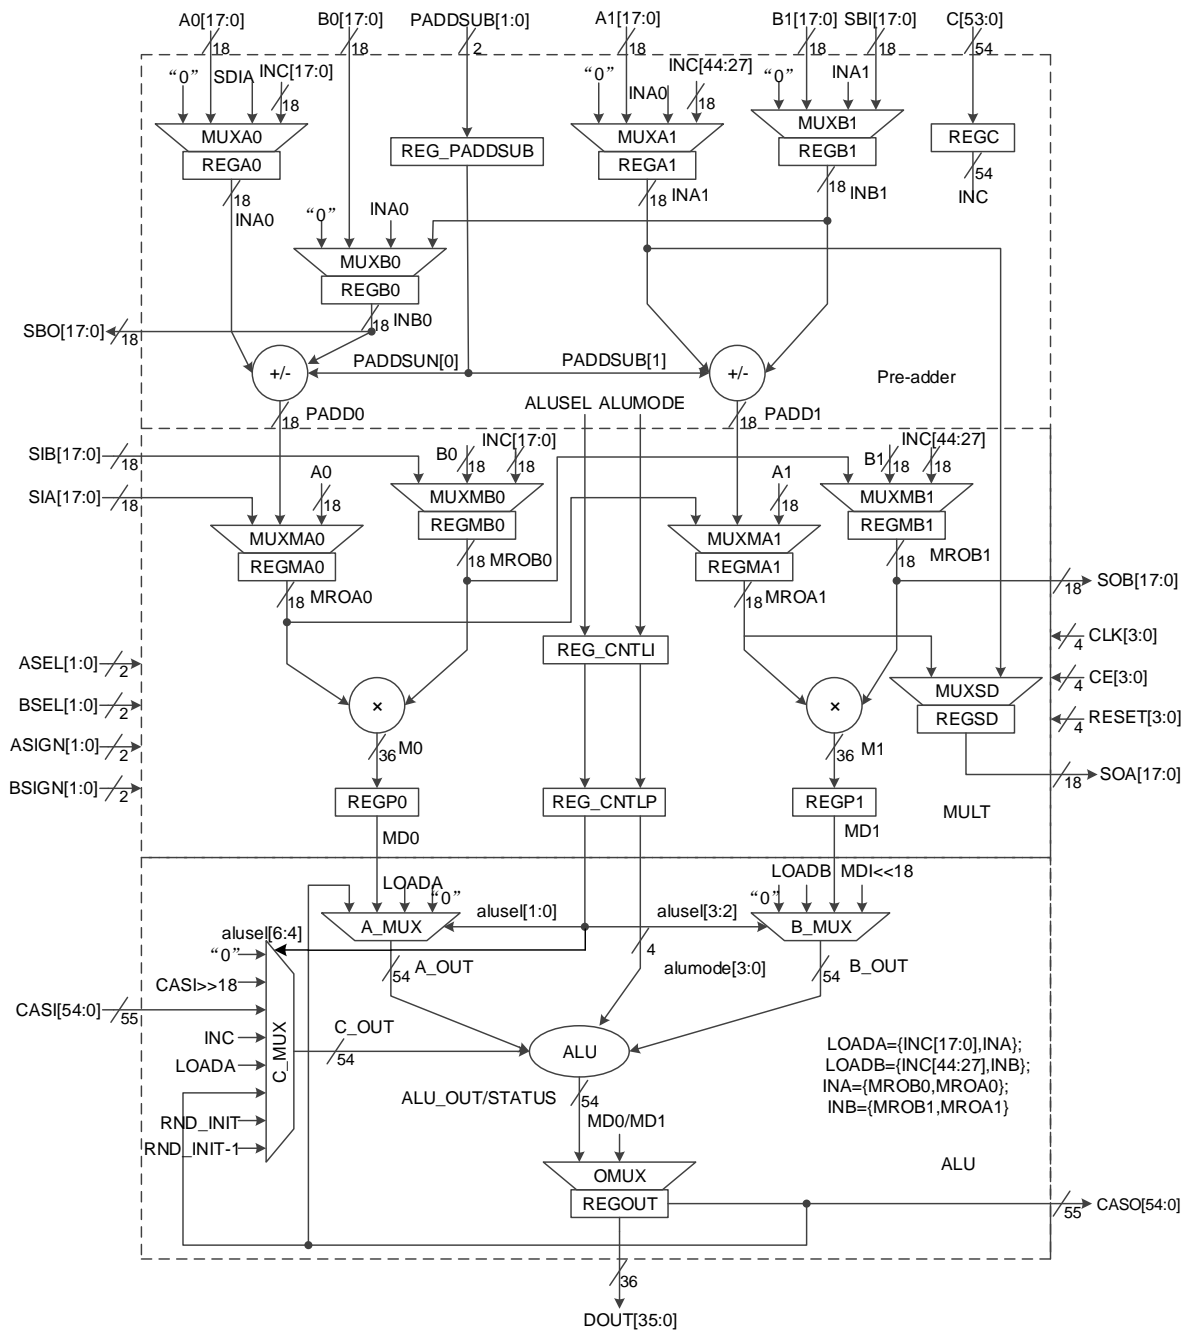 A0[17:0] B0[17:0] PADDSUB[1:0] A1[17:0] B1[17:0] SBI[17:0] C[53:0]
18 18 2 18 18 18 54
“0” SDIA INC[17:0] “0” INA0 INC[44:27] “0” INA1
18 18
MUXA0 MUXA1 MUXB1 REGC
REGA0 REG_PADDSUB REGA1 REGB1
18 18 18 54
INA0 INA1 INB1 INC
“0” INA0
MUXB0
REGB0
18 INB0
SBO[17:0] 18
+/- PADDSUN[0] PADDSUB[1] +/-
Pre-adder
ALUSEL ALUMODE
18 PADD0 18 PADD1
SIB[17:0] 18 B0 18 INC[17:0] 18 B1 18 INC[44:27] 18
SIA[17:0] 18 A0 18 A1 18
MUXMB0 MUXMB1
REGMB0 REGMB1
MUXMA0 MUXMA1
REGMA0 REGMA1
18 MROB0 18 MROB1
18 MROA0 18 MROA1
18 SOB[17:0]
4 CLK[3:0]
REG_CNTLI
ASEL[1:0] 2
4 CE[3:0]
MUXSD
BSEL[1:0] 2
× ×
REGSD
4 RESET[3:0]
ASIGN[1:0] 2
36 M0 36 M1
18 SOA[17:0]
BSIGN[1:0] 2
REGP0 REG_CNTLP REGP1
MULT
MD0 MD1
LOADA “0” “0” LOADB MDI<<18
A_MUX alusel[1:0] alusel[3:2] B_MUX
alusel[6:4]
“0”
54 A_OUT 4 alumode[3:0] 54 B_OUT
CASI>>18
CASI[54:0] 55
INC
C_MUX
C_OUT
54
ALU
LOADA
LOADA={INC[17:0],INA};
LOADB={INC[44:27],INB};
INA={MROB0,MROA0};
INB={MROB1,MROA1}
ALU_OUT/STATUS 54
RND_INIT
MD0/MD1
RND_INIT-1
OMUX
ALU
REGOUT
55 CASO[54:0]
36
DOUT[35:0]